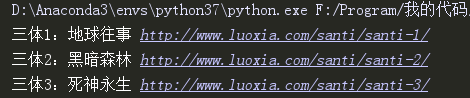 D:\Anaconda3\envs\python37\python.exe F:/Program/我的代码
三体1：地球往事 http://www.luoxia.com/santi/santi-1/
三体2：黑暗森林 http://www.luoxia.com/santi/santi-2/
三体3：死神永生 http://www.luoxia.com/santi/santi-3/